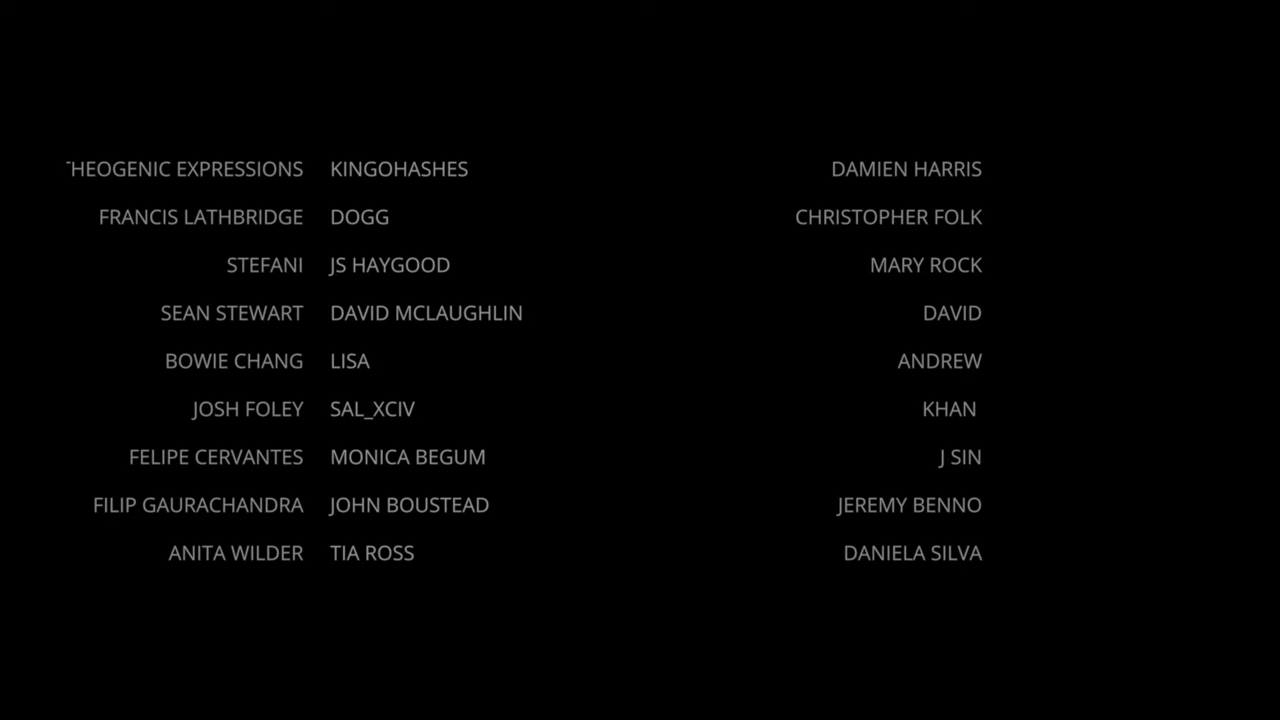 THEOGENIC EXPRESSIONS KINGOHASHES DAMIEN HARRIS
FRANCIS LATHBRIDGE DOGG CHRISTOPHER FOLK
STEFANI JS HAYGOOD MARY ROCK
SEAN STEWART DAVID MCLAUGHLIN DAVID
BOWIE CHANG LISA ANDREW
JOSH FOLEY SAL_XCIV KHAN
FELIPE CERVANTES MONICA BEGUM J SIN
FILIP GAURACHANDRA JOHN BOUSTEAD JEREMY BENNO
ANITA WILDER TIA ROSS DANIELA SILVA